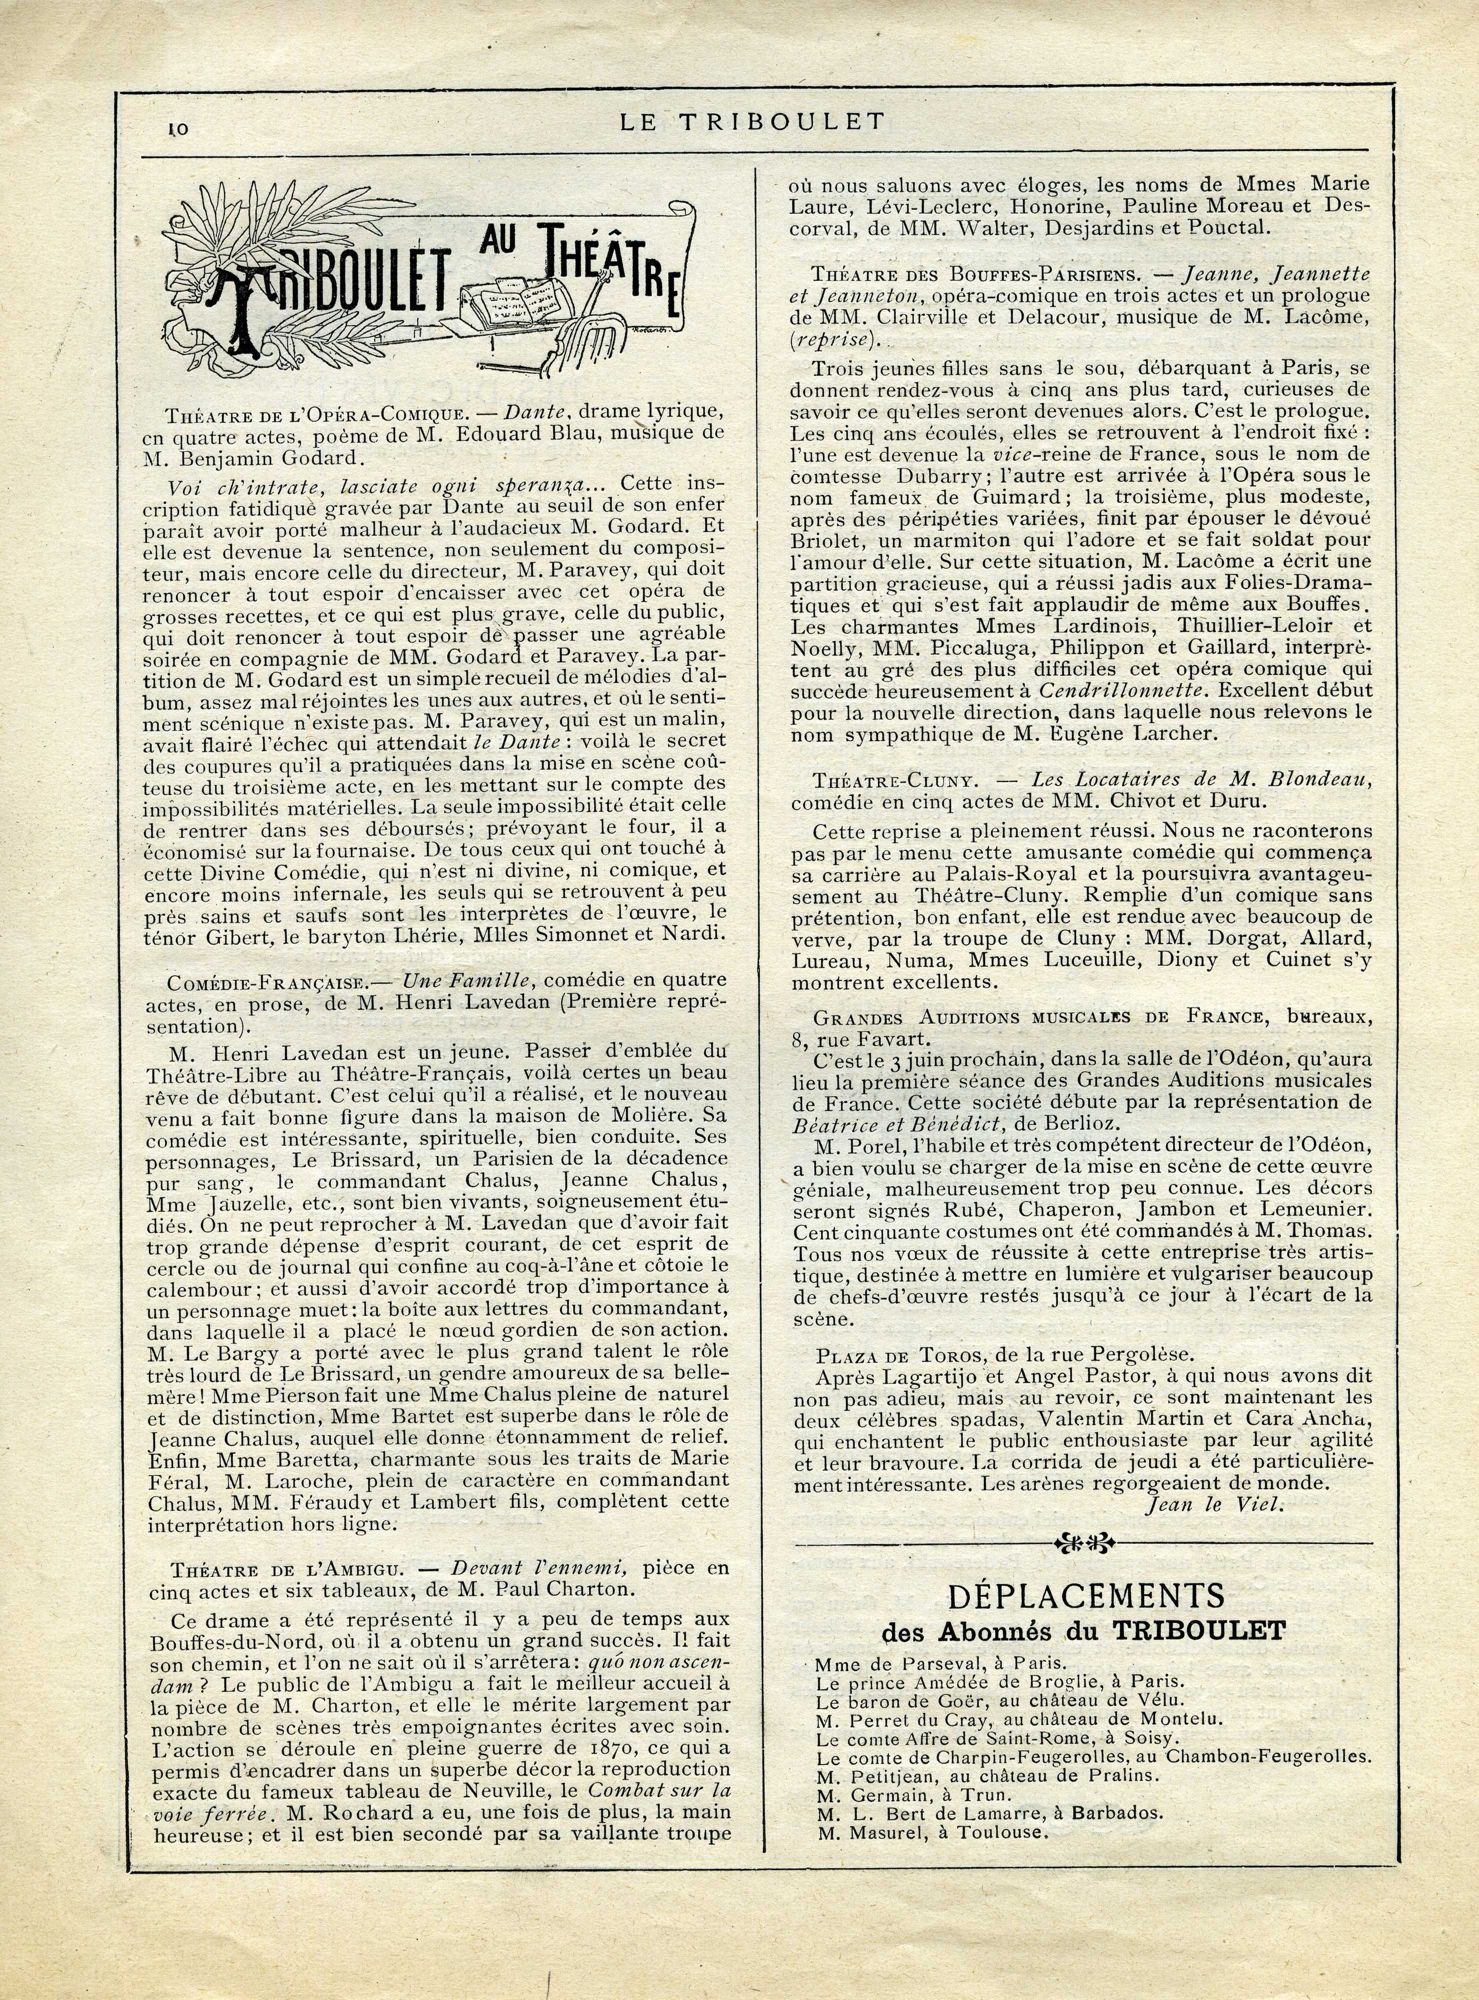 10
LE TRIBOULET
TRIBOULET AU THÉÂTRE
THÉATRE DE L'OPÉRA-COMIQUE. — Dante, drame lyrique,
en quatre actes, poème de M. Edouard Blau, musique de
M. Benjamin Godard.
Voi ch'intrate, lasciate ogni speranza... Cette ins-
cription fatidique gravée par Dante au seuil de son enfer
paraît avoir porté malheur à l'audacieux M. Godard. Et
elle est devenue la sentence, non seulement du composi-
teur, mais encore celle du directeur, M. Paravey, qui doit
renoncer à tout espoir d'encaisser avec cet opéra de
grosses recettes, et ce qui est plus grave, celle du public,
qui doit renoncer à tout espoir de passer une agréable
soirée en compagnie de MM. Godard et Paravey. La par-
tition de M. Godard est un simple recueil de mélodies d'al-
bum, assez mal réjointes les unes aux autres, et où le senti-
ment scénique n'existe pas. M. Paravey, qui est un malin,
avait flairé l'échec qui attendait le Dante : voilà le secret
des coupures qu'il a pratiquées dans la mise en scène coû-
teuse du troisième acte, en les mettant sur le compte des
impossibilités matérielles. La seule impossibilité était celle
de rentrer dans ses déboursés ; prévoyant le four, il a
économisé sur la fournaise. De tous ceux qui ont touché à
cette Divine Comédie, qui n'est ni divine, ni comique, et
encore moins infernale, les seuls qui se retrouvent à peu
près sains et saufs sont les interprètes de l'œuvre, le
ténor Gibert, le baryton Lhérie, Mlles Simonnet et Nardi.
COMÉDIE-FRANÇAISE. — Une Famille, comédie en quatre
actes, en prose, de M. Henri Lavedan (Première repré-
sentation).
M. Henri Lavedan est un jeune. Passer d'emblée du
Théâtre-Libre au Théâtre-Français, voilà certes un beau
rêve de débutant. C'est celui qu'il a réalisé, et le nouveau
venu a fait bonne figure dans la maison de Molière. Sa
comédie est intéressante, spirituelle, bien conduite. Ses
personnages, Le Brissard, un Parisien de la décadence
pur sang, le commandant Chalus, Jeanne Chalus,
Mme Jauzelle, etc., sont bien vivants, soigneusement étu-
diés. On ne peut reprocher à M. Lavedan que d'avoir fait
trop grande dépense d'esprit courant, de cet esprit de
cercle ou de journal qui confine au coq-à-l'âne et côtoie le
calembour ; et aussi d'avoir accordé trop d'importance à
un personnage muet : la boîte aux lettres du commandant,
dans laquelle il a placé le nœud gordien de son action.
M. Le Bargy a porté avec le plus grand talent le rôle
très lourd de Le Brissard, un gendre amoureux de sa belle-
mère ! Mme Pierson fait une Mme Chalus pleine de naturel
et de distinction, Mme Bartet est superbe dans le rôle de
Jeanne Chalus, auquel elle donne étonnamment de relief.
Enfin, Mme Baretta, charmante sous les traits de Marie
Féral, M. Laroche, plein de caractère en commandant
Chalus, MM. Féraudy et Lambert fils, complètent cette
interprétation hors ligne.
THÉATRE DE L'AMBIGU. — Devant l'ennemi, pièce en
cinq actes et six tableaux, de M. Paul Charton.
Ce drame a été représenté il y a peu de temps aux
Bouffes-du-Nord, où il a obtenu un grand succès. Il fait
son chemin, et l'on ne sait où il s'arrêtera : quó non ascen-
dam ? Le public de l'Ambigu a fait le meilleur accueil à
la pièce de M. Charton, et elle le mérite largement par
nombre de scènes très empoignantes écrites avec soin.
L'action se déroule en pleine guerre de 1870, ce qui a
permis d'encadrer dans un superbe décor la reproduction
exacte du fameux tableau de Neuville, le Combat sur la
voie ferrée. M. Rochard a eu, une fois de plus, la main
heureuse ; et il est bien secondé par sa vaillante troupe
où nous saluons avec éloges, les noms de Mmes Marie
Laure, Lévi-Leclerc, Honorine, Pauline Moreau et Des-
corval, de MM. Walter, Desjardins et Pouctal.
THÉATRE DES BOUFFES-PARISIENS. — Jeanne, Jeannette
et Jeanneton, opéra-comique en trois actes et un prologue
de MM. Clairville et Delacour, musique de M. Lacôme,
(reprise).
Trois jeunes filles sans le sou, débarquant à Paris, se
donnent rendez-vous à cinq ans plus tard, curieuses de
savoir ce qu'elles seront devenues alors. C'est le prologue.
Les cinq ans écoulés, elles se retrouvent à l'endroit fixé :
l'une est devenue la vice-reine de France, sous le nom de
comtesse Dubarry ; l'autre est arrivée à l'Opéra sous le
nom fameux de Guimard ; la troisième, plus modeste,
après des péripéties variées, finit par épouser le dévoué
Briolet, un marmiton qui l'adore et se fait soldat pour
l'amour d'elle. Sur cette situation, M. Lacôme a écrit une
partition gracieuse, qui a réussi jadis aux Folies-Drama-
tiques et qui s'est fait applaudir de même aux Bouffes.
Les charmantes Mmes Lardinois, Thuillier-Leloir et
Noelly, MM. Piccaluga, Philippon et Gaillard, interprè-
tent au gré des plus difficiles cet opéra comique qui
succède heureusement à Cendrillonnette. Excellent début
pour la nouvelle direction, dans laquelle nous relevons le
nom sympathique de M. Eugène Larcher.
THÉATRE-CLUNY. — Les Locataires de M. Blondeau,
comédie en cinq actes de MM. Chivot et Duru.
Cette reprise a pleinement réussi. Nous ne raconterons
pas par le menu cette amusante comédie qui commença
sa carrière au Palais-Royal et la poursuivra avantageu-
sement au Théâtre-Cluny. Remplie d'un comique sans
prétention, bon enfant, elle est rendue avec beaucoup de
verve, par la troupe de Cluny : MM. Dorgat, Allard,
Lureau, Numa, Mmes Luceuille, Diony et Cuinet s'y
montrent excellents.
GRANDES AUDITIONS MUSICALES DE FRANCE, bureaux,
8, rue Favart.
C'est le 3 juin prochain, dans la salle de l'Odéon, qu'aura
lieu la première séance des Grandes Auditions musicales
de France. Cette société débute par la représentation de
Béatrice et Bénédict, de Berlioz.
M. Porel, l'habile et très compétent directeur de l'Odéon,
a bien voulu se charger de la mise en scène de cette œuvre
géniale, malheureusement trop peu connue. Les décors
seront signés Rubé, Chaperon, Jambon et Lemeunier.
Cent cinquante costumes ont été commandés à M. Thomas.
Tous nos vœux de réussite à cette entreprise très artis-
tique, destinée à mettre en lumière et vulgariser beaucoup
de chefs-d'œuvre restés jusqu'à ce jour à l'écart de la
scène.
PLAZA DE TOROS, de la rue Pergolèse.
Après Lagartijo et Angel Pastor, à qui nous avons dit
non pas adieu, mais au revoir, ce sont maintenant les
deux célèbres spadas, Valentin Martin et Cara Ancha,
qui enchantent le public enthousiaste par leur agilité
et leur bravoure. La corrida de jeudi a été particulière-
ment intéressante. Les arènes regorgeaient de monde.
Jean le Viel.
DÉPLACEMENTS
des Abonnés du TRIBOULET
Mme de Parseval, à Paris.
Le prince Amédée de Broglie, à Paris.
Le baron de Goër, au château de Vélu.
M. Perret du Cray, au château de Montelu.
Le comte Affre de Saint-Rome, à Soisy.
Le comte de Charpin-Feugerolles, au Chambon-Feugerolles.
M. Petitjean, au château de Pralins.
M. Germain, à Trun.
M. L. Bert de Lamarre, à Barbados.
M. Masurel, à Toulouse.